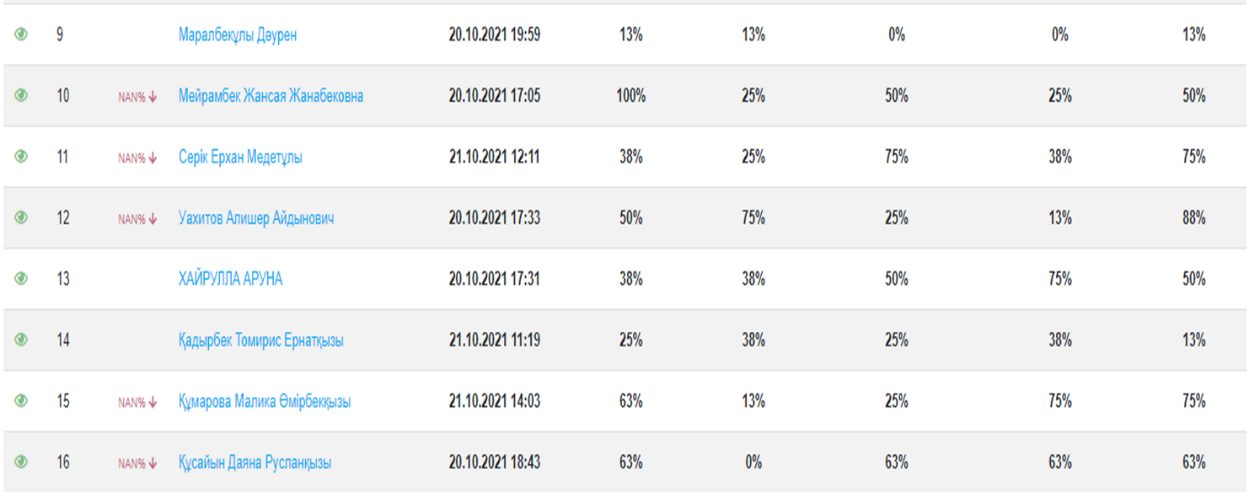 9 Маралбекұлы Дәурен 20.10.2021 19:59 13% 13% 0% 0% 13%
10 NAN% Мейрамбек Жансая Жанабековна 20.10.2021 17:05 100% 25% 50% 25% 50%
11 NAN% Серік Ерхан Медетұлы 21.10.2021 12:11 38% 25% 75% 38% 75%
12 NAN% Уахитов Алишер Айдынович 20.10.2021 17:33 50% 75% 25% 13% 88%
13 ХАЙРУЛЛА АРУНА 20.10.2021 17:31 38% 38% 50% 75% 50%
14 Қадырбек Томирис Ернатқызы 21.10.2021 11:19 25% 38% 25% 38% 13%
15 NAN% Құмарова Малика Өмірбекқызы 21.10.2021 14:03 63% 13% 25% 75% 75%
16 NAN% Құсайын Даяна Русланқызы 20.10.2021 18:43 63% 0% 63% 63% 63%